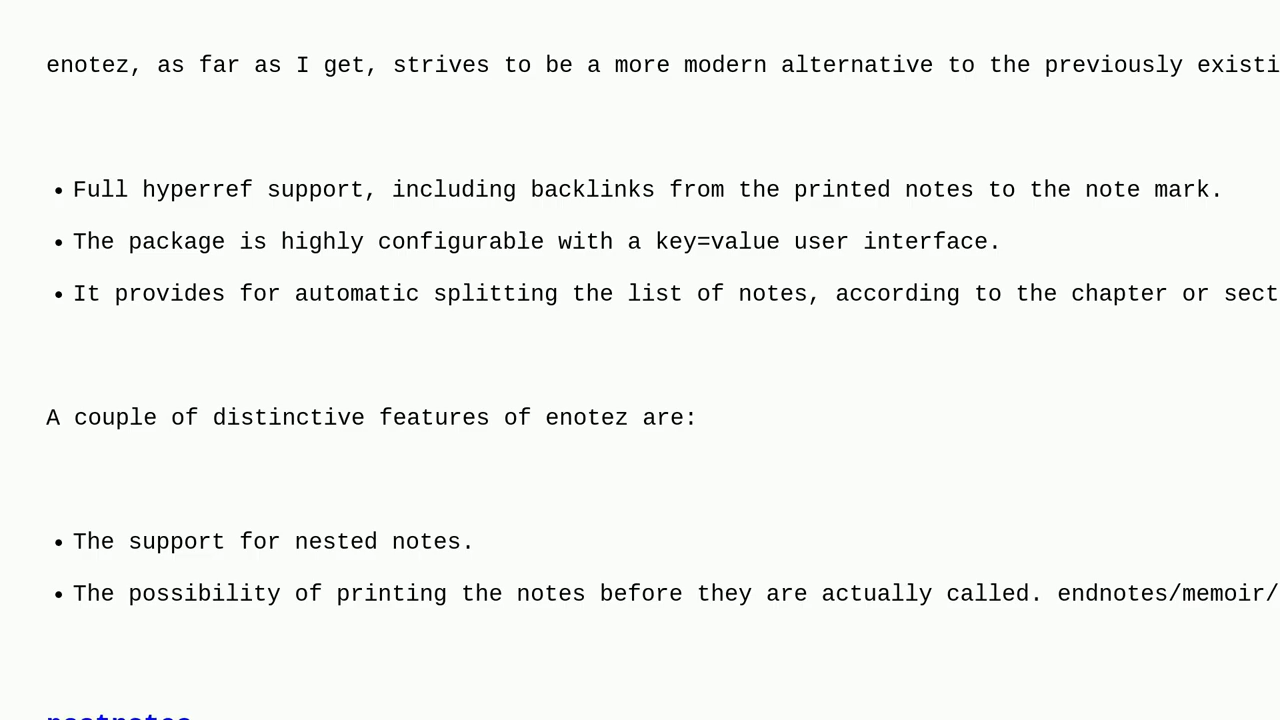 enotez, as far as I get, strives to be a more modern alternative to the previously
• Full hyperref support, including backlinks from the printed notes to the note mark.
• The package is highly configurable with a key=value user interface.
• It provides for automatic splitting the list of notes, according to the chapter or
A couple of distinctive features of enotez are:
• The support for nested notes.
• The possibility of printing the notes before they are actually called. endnotes/memoir/